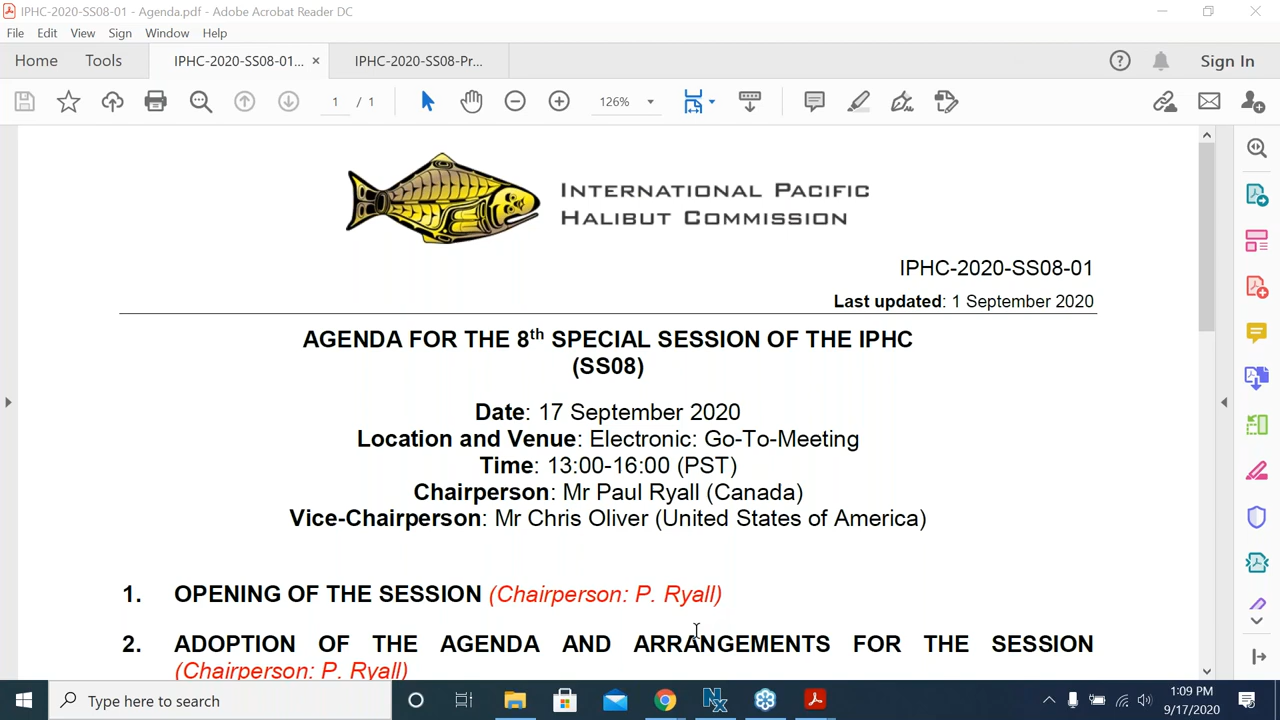 IPHC-2020-SS08-01 - Agenda.pdf - Adobe Acrobat Reader DC
File Edit View Sign Window Help
Home Tools IPHC-2020-SS08-01... × IPHC-2020-SS08-Pr... Sign In
1 / 1 126%
INTERNATIONAL PACIFIC
HALIBUT COMMISSION
IPHC-2020-SS08-01
Last updated: 1 September 2020
AGENDA FOR THE 8th SPECIAL SESSION OF THE IPHC
(SS08)
Date: 17 September 2020
Location and Venue: Electronic: Go-To-Meeting
Time: 13:00-16:00 (PST)
Chairperson: Mr Paul Ryall (Canada)
Vice-Chairperson: Mr Chris Oliver (United States of America)
1. OPENING OF THE SESSION (Chairperson: P. Ryall)
2. ADOPTION OF THE AGENDA AND ARRANGEMENTS FOR THE SESSION
(Chairperson: P. Ryall)
Type here to search
1:09 PM
9/17/2020